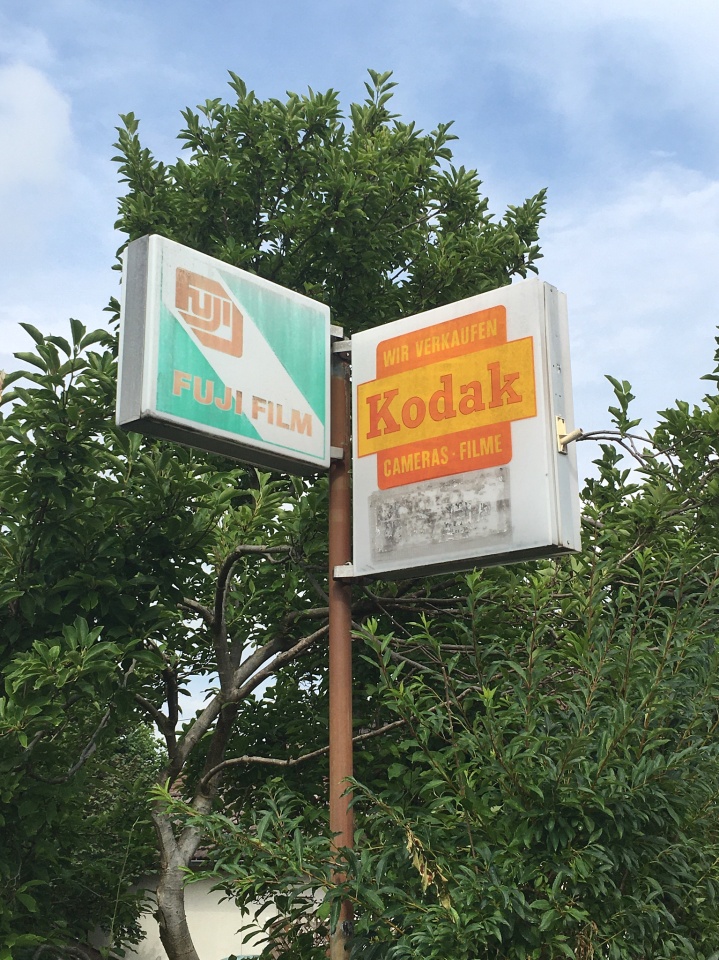 FUJI
FUJI FILM
WIR VERKAUFEN
Kodak
CAMERAS · FILME